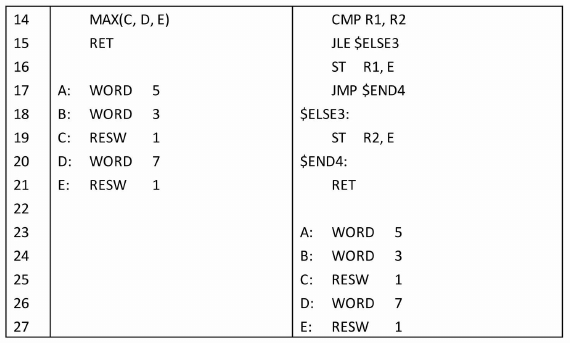 14 MAX(C, D, E) CMP R1, R2
15 RET JLE $ELSE3
16 ST R1, E
17 A: WORD 5 JMP $END4
18 B: WORD 3 $ELSE3:
19 C: RESW 1 ST R2, E
20 D: WORD 7 $END4:
21 E: RESW 1 RET
22
23 A: WORD 5
24 B: WORD 3
25 C: RESW 1
26 D: WORD 7
27 E: RESW 1